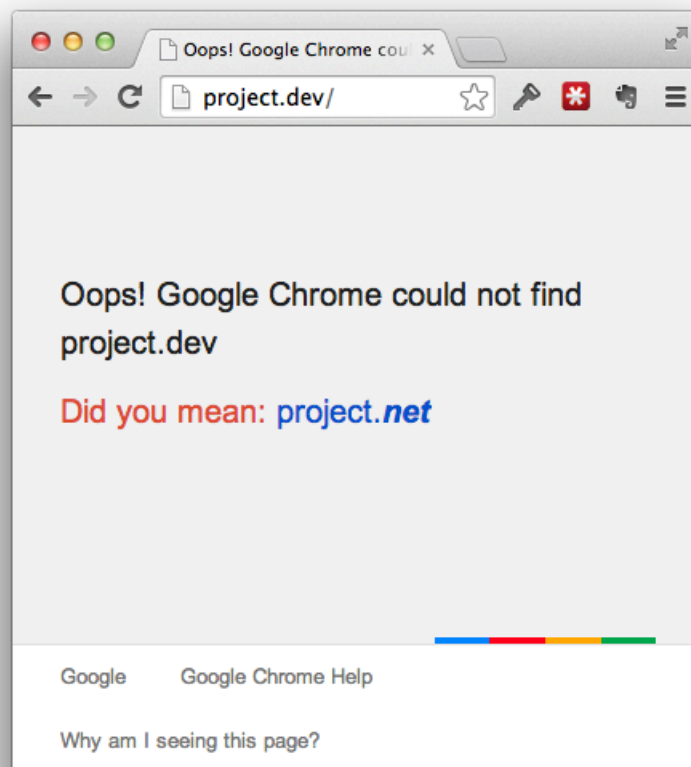 Oops! Google Chrome cou
project.dev/
Oops! Google Chrome could not find
project.dev
Did you mean: project.net
Google Google Chrome Help
Why am I seeing this page?